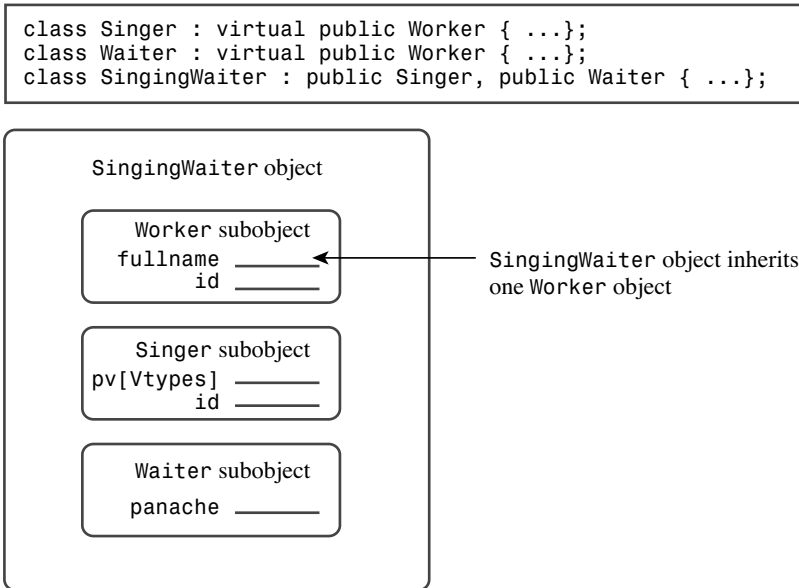 class Singer : virtual public Worker { ...};
class Waiter : virtual public Worker { ...};
class SingingWaiter : public Singer, public Waiter { ...};
SingingWaiter object
Worker subobject
fullname
id
SingingWaiter object inherits
one Worker object
Singer subobject
pv[Vtypes]
id
Waiter subobject
panache